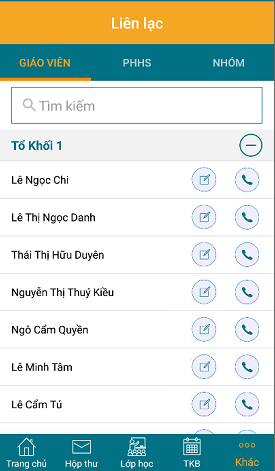 Liên lạc
GIÁO VIÊN PHHS NHÓM
Tìm kiếm
Tổ Khối 1
Lê Ngọc Chi
Lê Thị Ngọc Danh
Thái Thị Hữu Duyên
Nguyễn Thị Thuý Kiều
Ngô Cẩm Quyền
Lê Minh Tâm
Lê Cẩm Tú
Trang chủ Hộp thư Lớp học TKB Khác